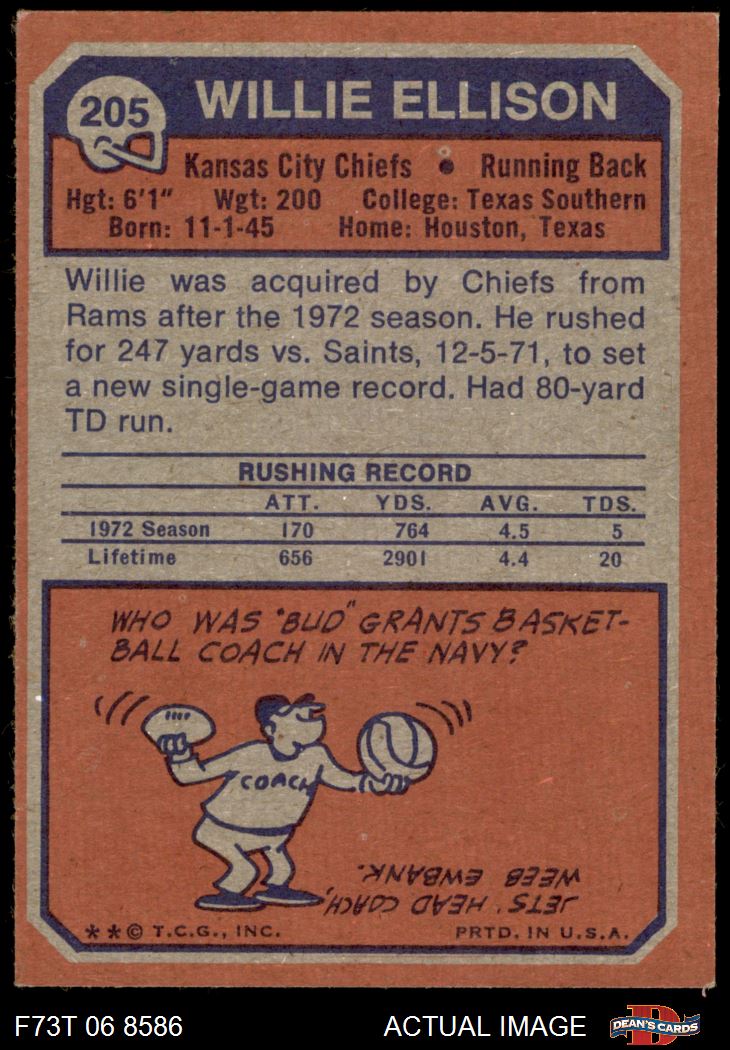 205
WILLIE ELLISON
Kansas City Chiefs • Running Back
Hgt: 6'1" Wgt: 200 College: Texas Southern
Born: 11-1-45 Home: Houston, Texas
Willie was acquired by Chiefs from
Rams after the 1972 season. He rushed
for 247 yards vs. Saints, 12-5-71, to set
a new single-game record. Had 80-yard
TD run.
RUSHING RECORD
ATT. YDS. AVG. TDS.
1972 Season 170 764 4.5 5
Lifetime 656 2901 4.4 20
WHO WAS "BUD" GRANTS BASKET-
BALL COACH IN THE NAVY?
COACH
JETS' HEAD COACH,
WEEB EWBANK.
**© T.C.G., INC. PRTD. IN U.S.A.
F73T 06 8586 ACTUAL IMAGE
D
DEAN'S CARDS